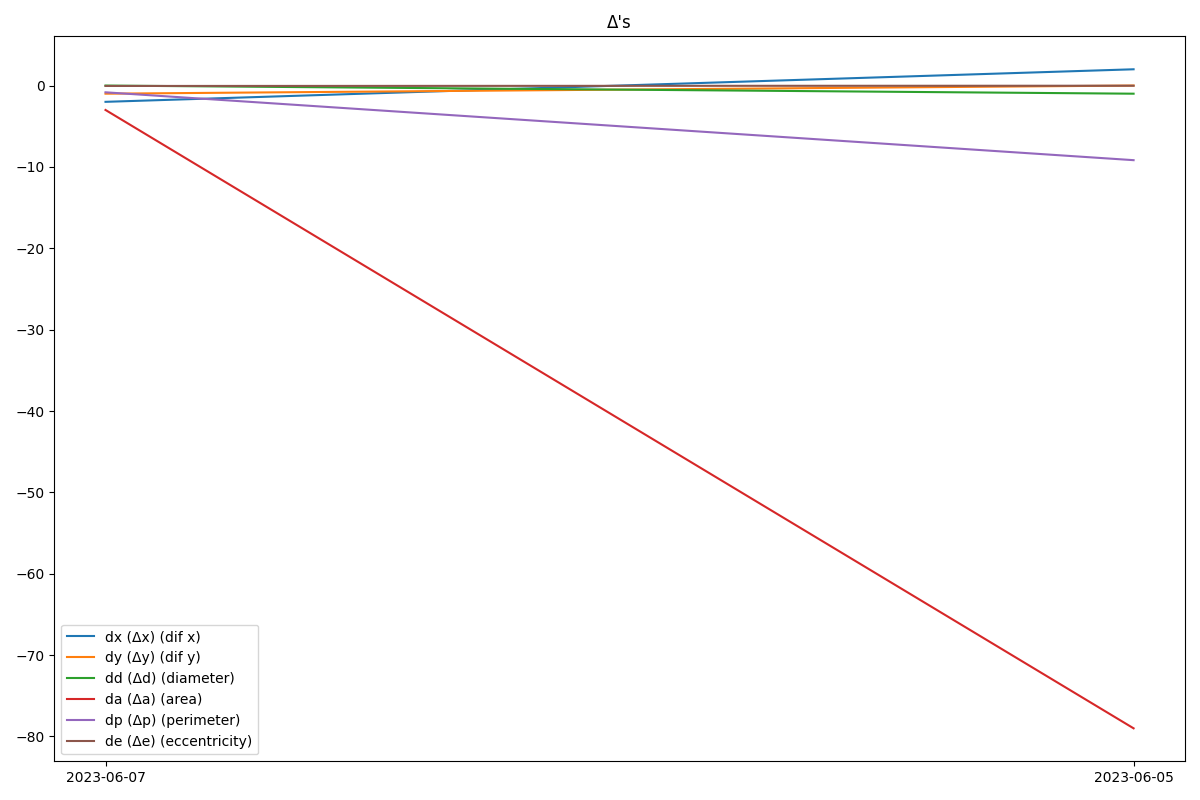 Δ's
0
−10
−20
−30
−40
−50
−60
−70
−80
dx (Δx) (dif x)
dy (Δy) (dif y)
dd (Δd) (diameter)
da (Δa) (area)
dp (Δp) (perimeter)
de (Δe) (eccentricity)
2023-06-07 2023-06-05